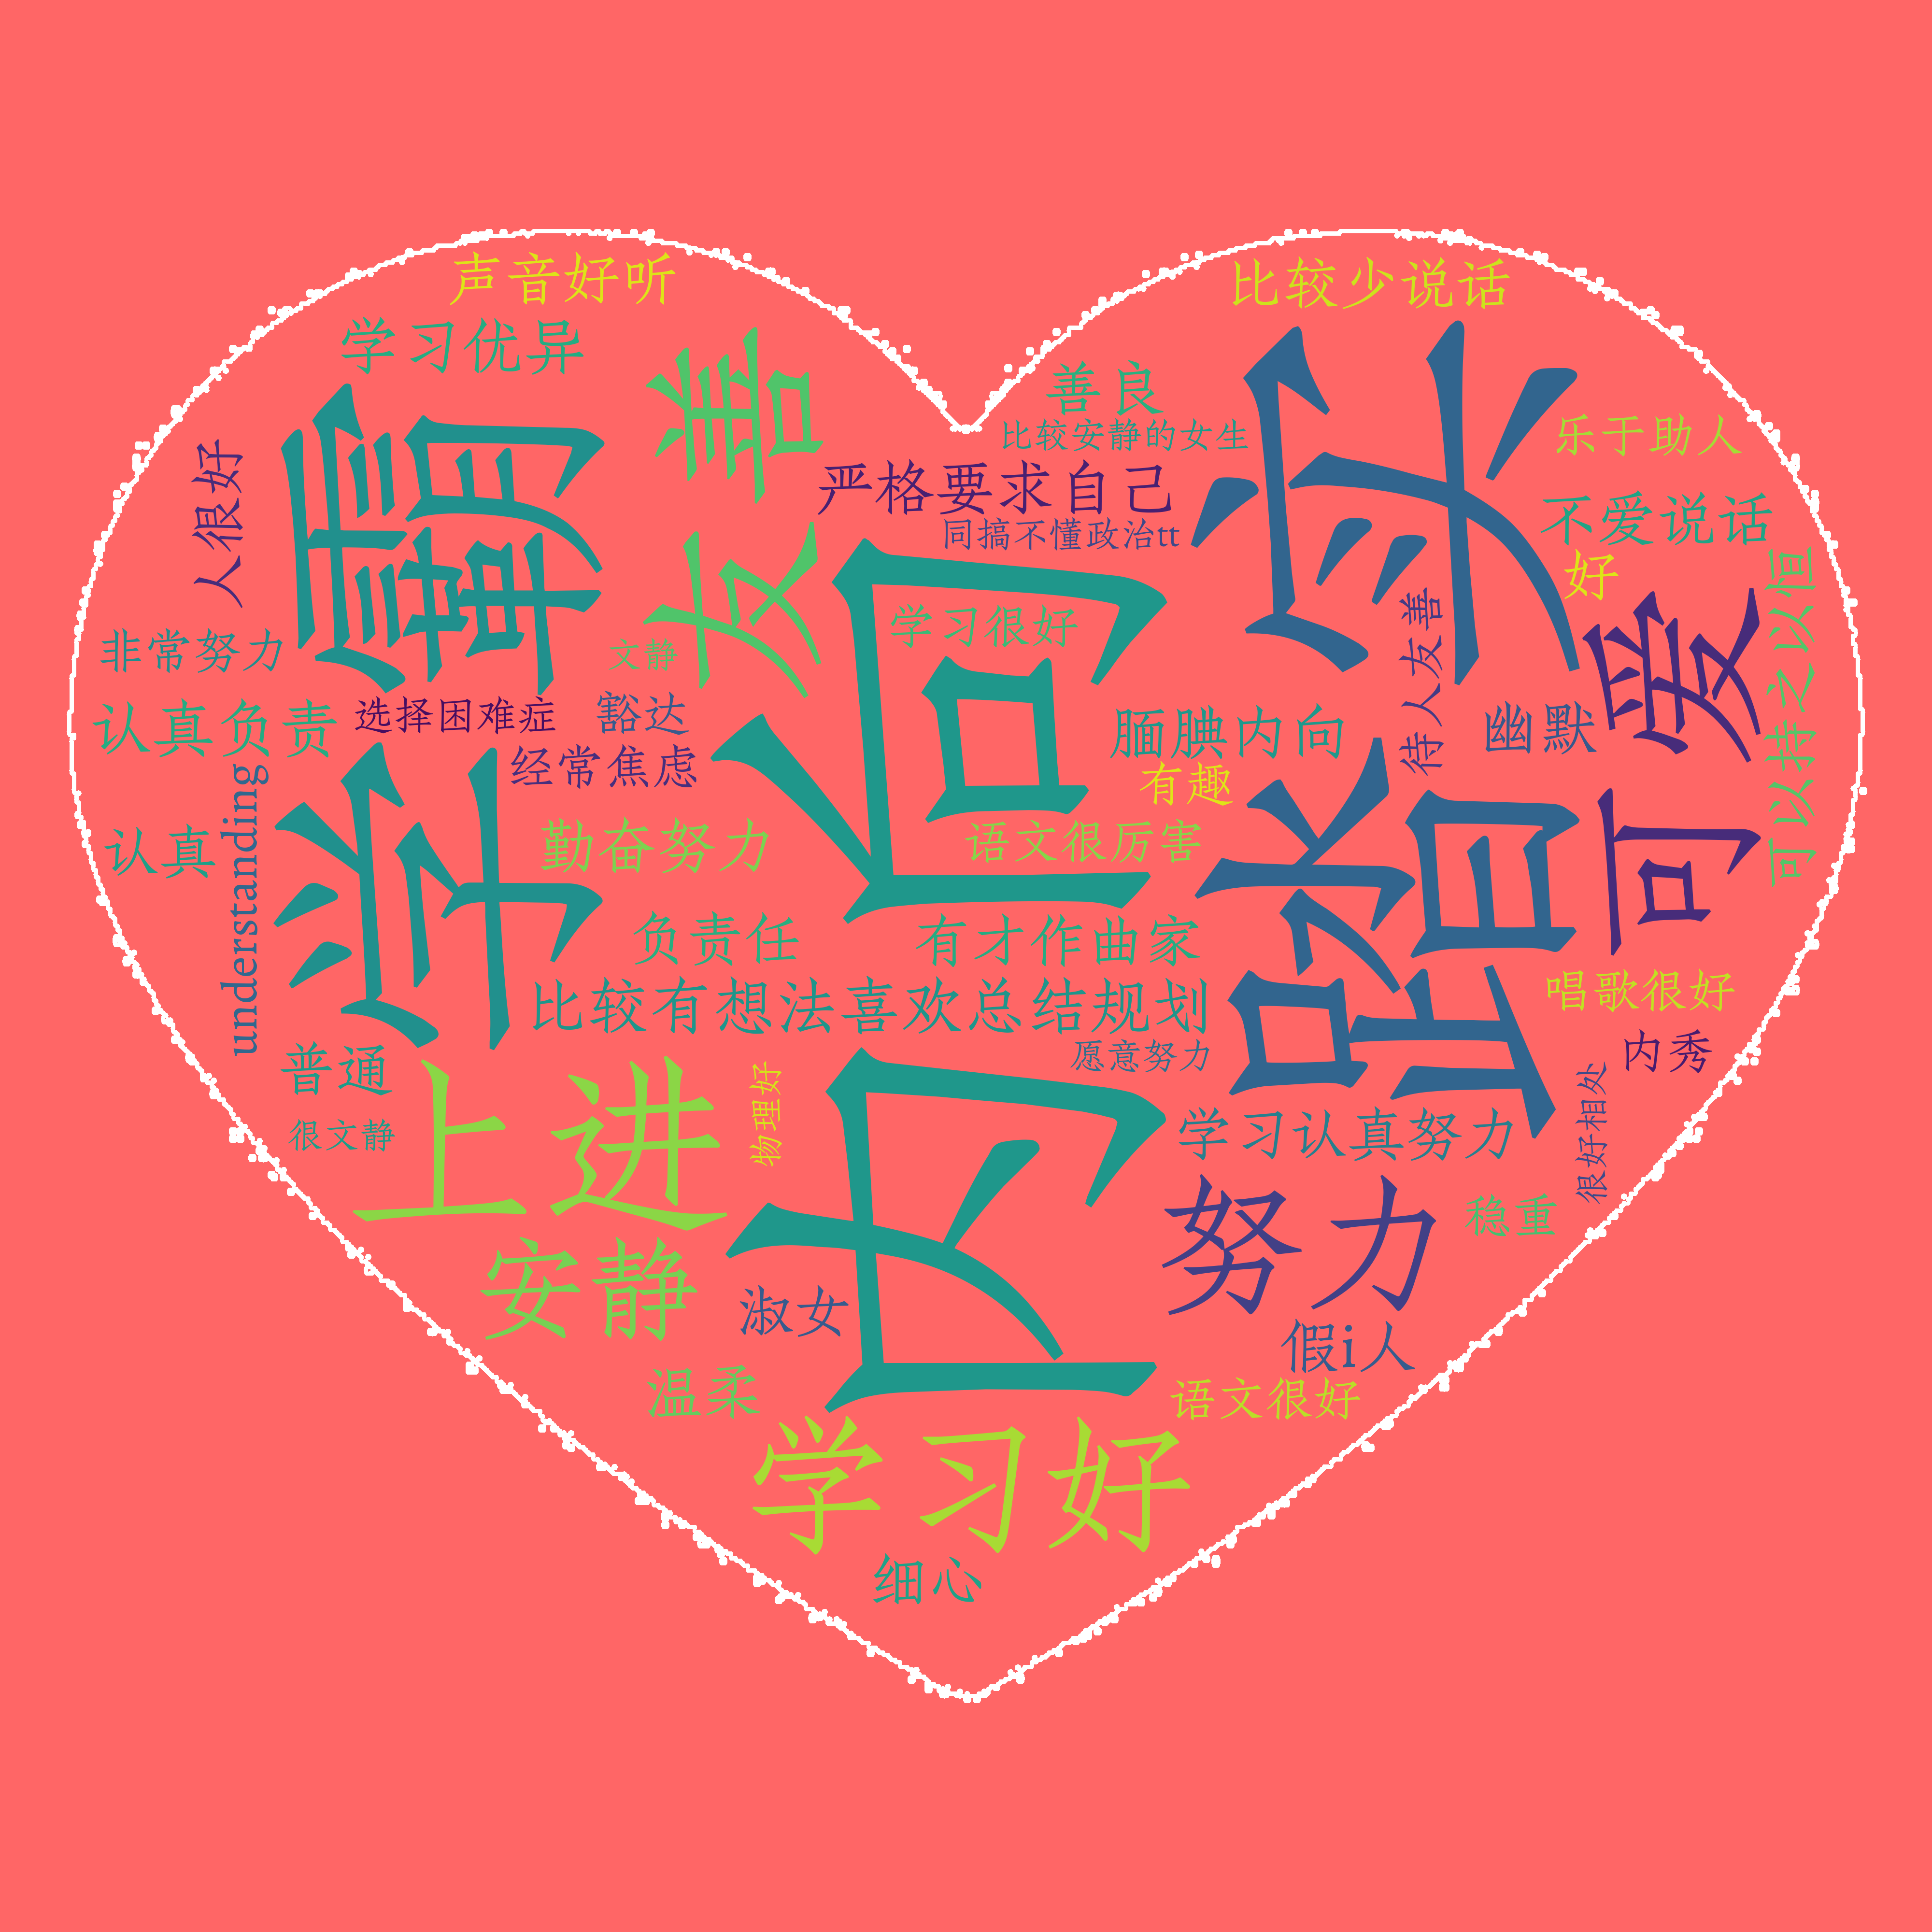 声音好听
比较少说话
学习优异
善良
比较安静的女生
乐于助人
人很好
学霸
友善
严格要求自己
同搞不懂政治tt
踏实
不爱说话
好
可以持之以恒
非常努力
文静
学习很好
内向
待人友善
可爱
认真负责
选择困难症
豁达
腼腆内向
幽默
经常焦虑
有趣
认真
understanding
勤奋努力
语文很厉害
负责任
有才作曲家
唱歌很好
比较有想法喜欢总结规划
内秀
普通
愿意努力
很好相处
很文静
上进
物理好
学习认真努力
努力
稳重
安静
淑女
假i人
温柔
语文很好
学习好
细心